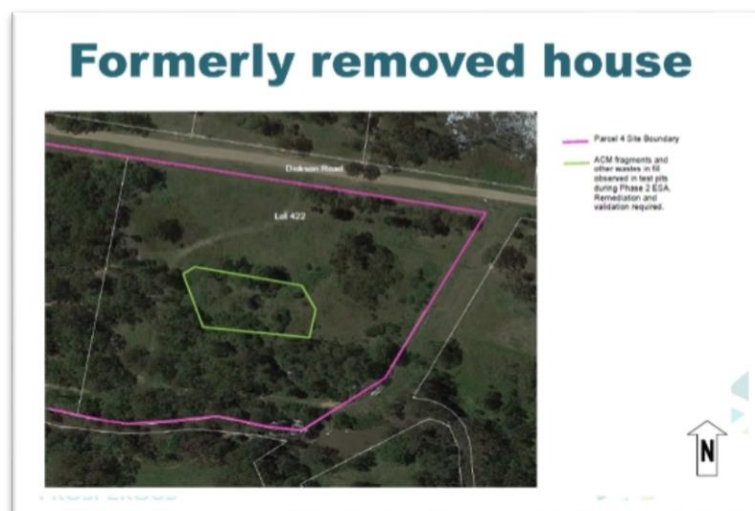 Formerly removed house
Parcel 4 Site Boundary
ACM fragments and
other wastes in fill
observed in test pits
during Phase 2 ESA.
Remediation and
validation required.
Dickson Road
Lot 422
N